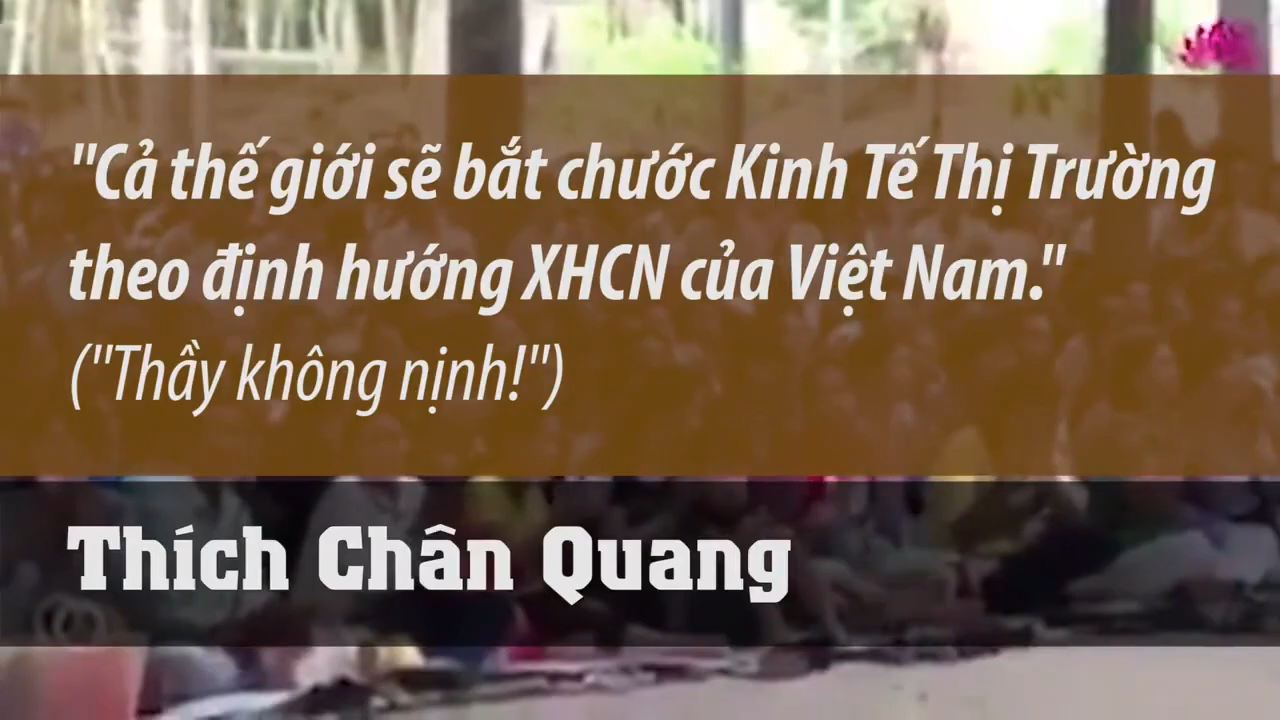 "Cả thế giới sẽ bắt chước Kinh Tế Thị Trường
theo định hướng XHCN của Việt Nam."
("Thầy không nịnh!")
Thích Chân Quang